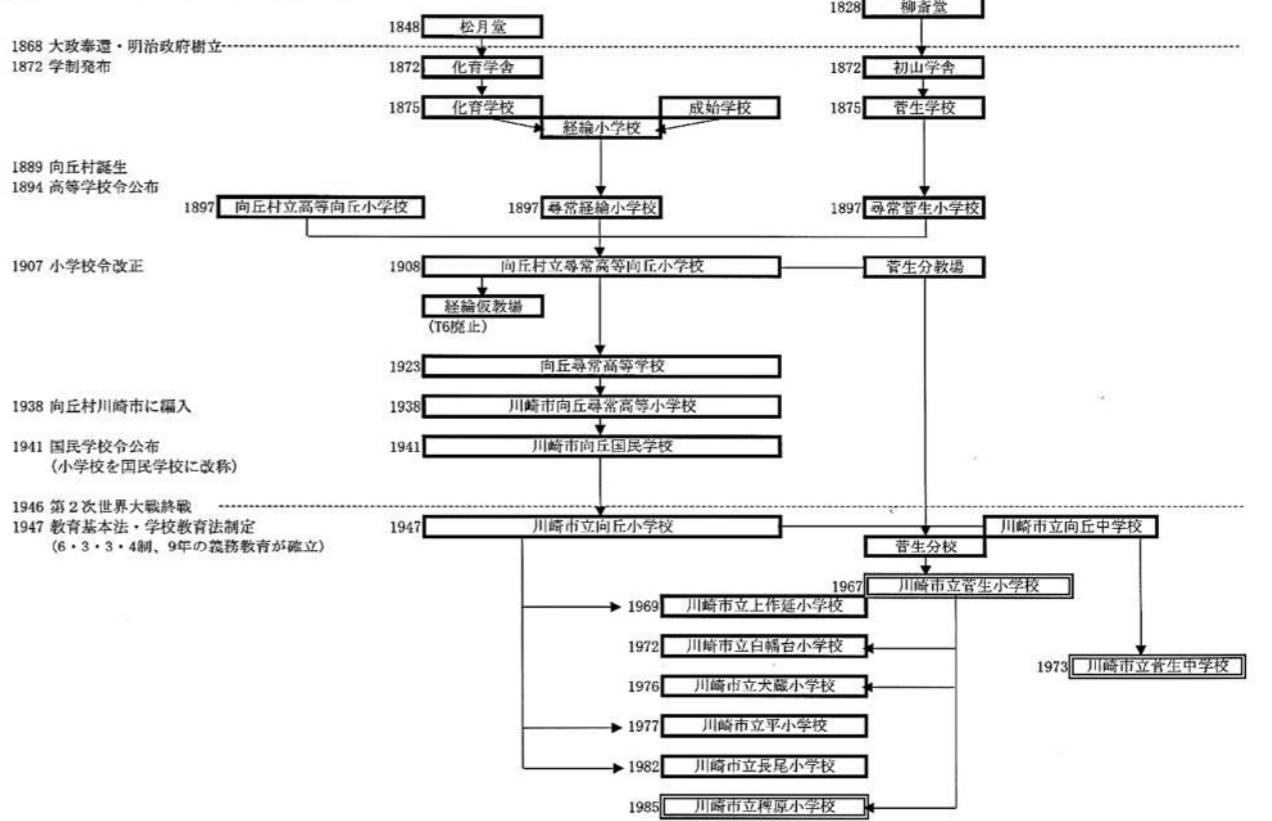 1828 柳斎堂
1848 松月堂
1868 大政奉還・明治政府樹立
1872 学制発布
1872 化育学舎
1872 初山学舎
1875 化育学校
成始学校
1875 菅生学校
経綸小学校
1889 向丘村誕生
1894 高等学校令公布
1897 向丘村立高等向丘小学校
1897 尋常経綸小学校
1897 尋常菅生小学校
1907 小学校令改正
1908 向丘村立尋常高等向丘小学校
菅生分教場
経綸仮教場
(T6廃止)
1923 向丘尋常高等学校
1938 向丘村川崎市に編入
1938 川崎市向丘尋常高等小学校
1941 国民学校令公布
1941 川崎市向丘国民学校
(小学校を国民学校に改称)
1946 第2次世界大戦終戦
1947 教育基本法・学校教育法制定
1947 川崎市立向丘小学校
川崎市立向丘中学校
(6・3・3・4制、9年の義務教育が確立)
菅生分校
1967 川崎市立菅生小学校
1969 川崎市立上作延小学校
1972 川崎市立白幡台小学校
1973 川崎市立菅生中学校
1976 川崎市立犬蔵小学校
1977 川崎市立平小学校
1982 川崎市立長尾小学校
1985 川崎市立稗原小学校